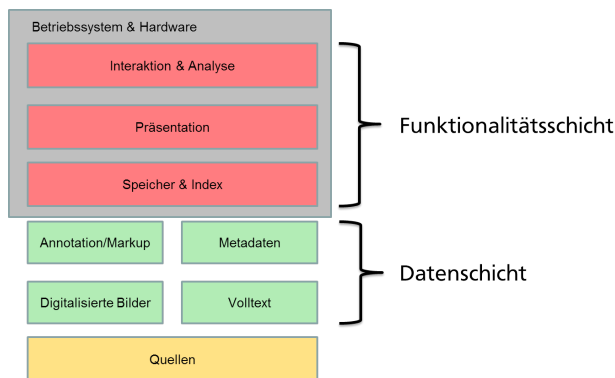 Betriebssystem & Hardware
Interaktion & Analyse
Präsentation
Speicher & Index
Funktionalitätsschicht
Annotation/Markup
Metadaten
Digitalisierte Bilder
Volltext
Datenschicht
Quellen